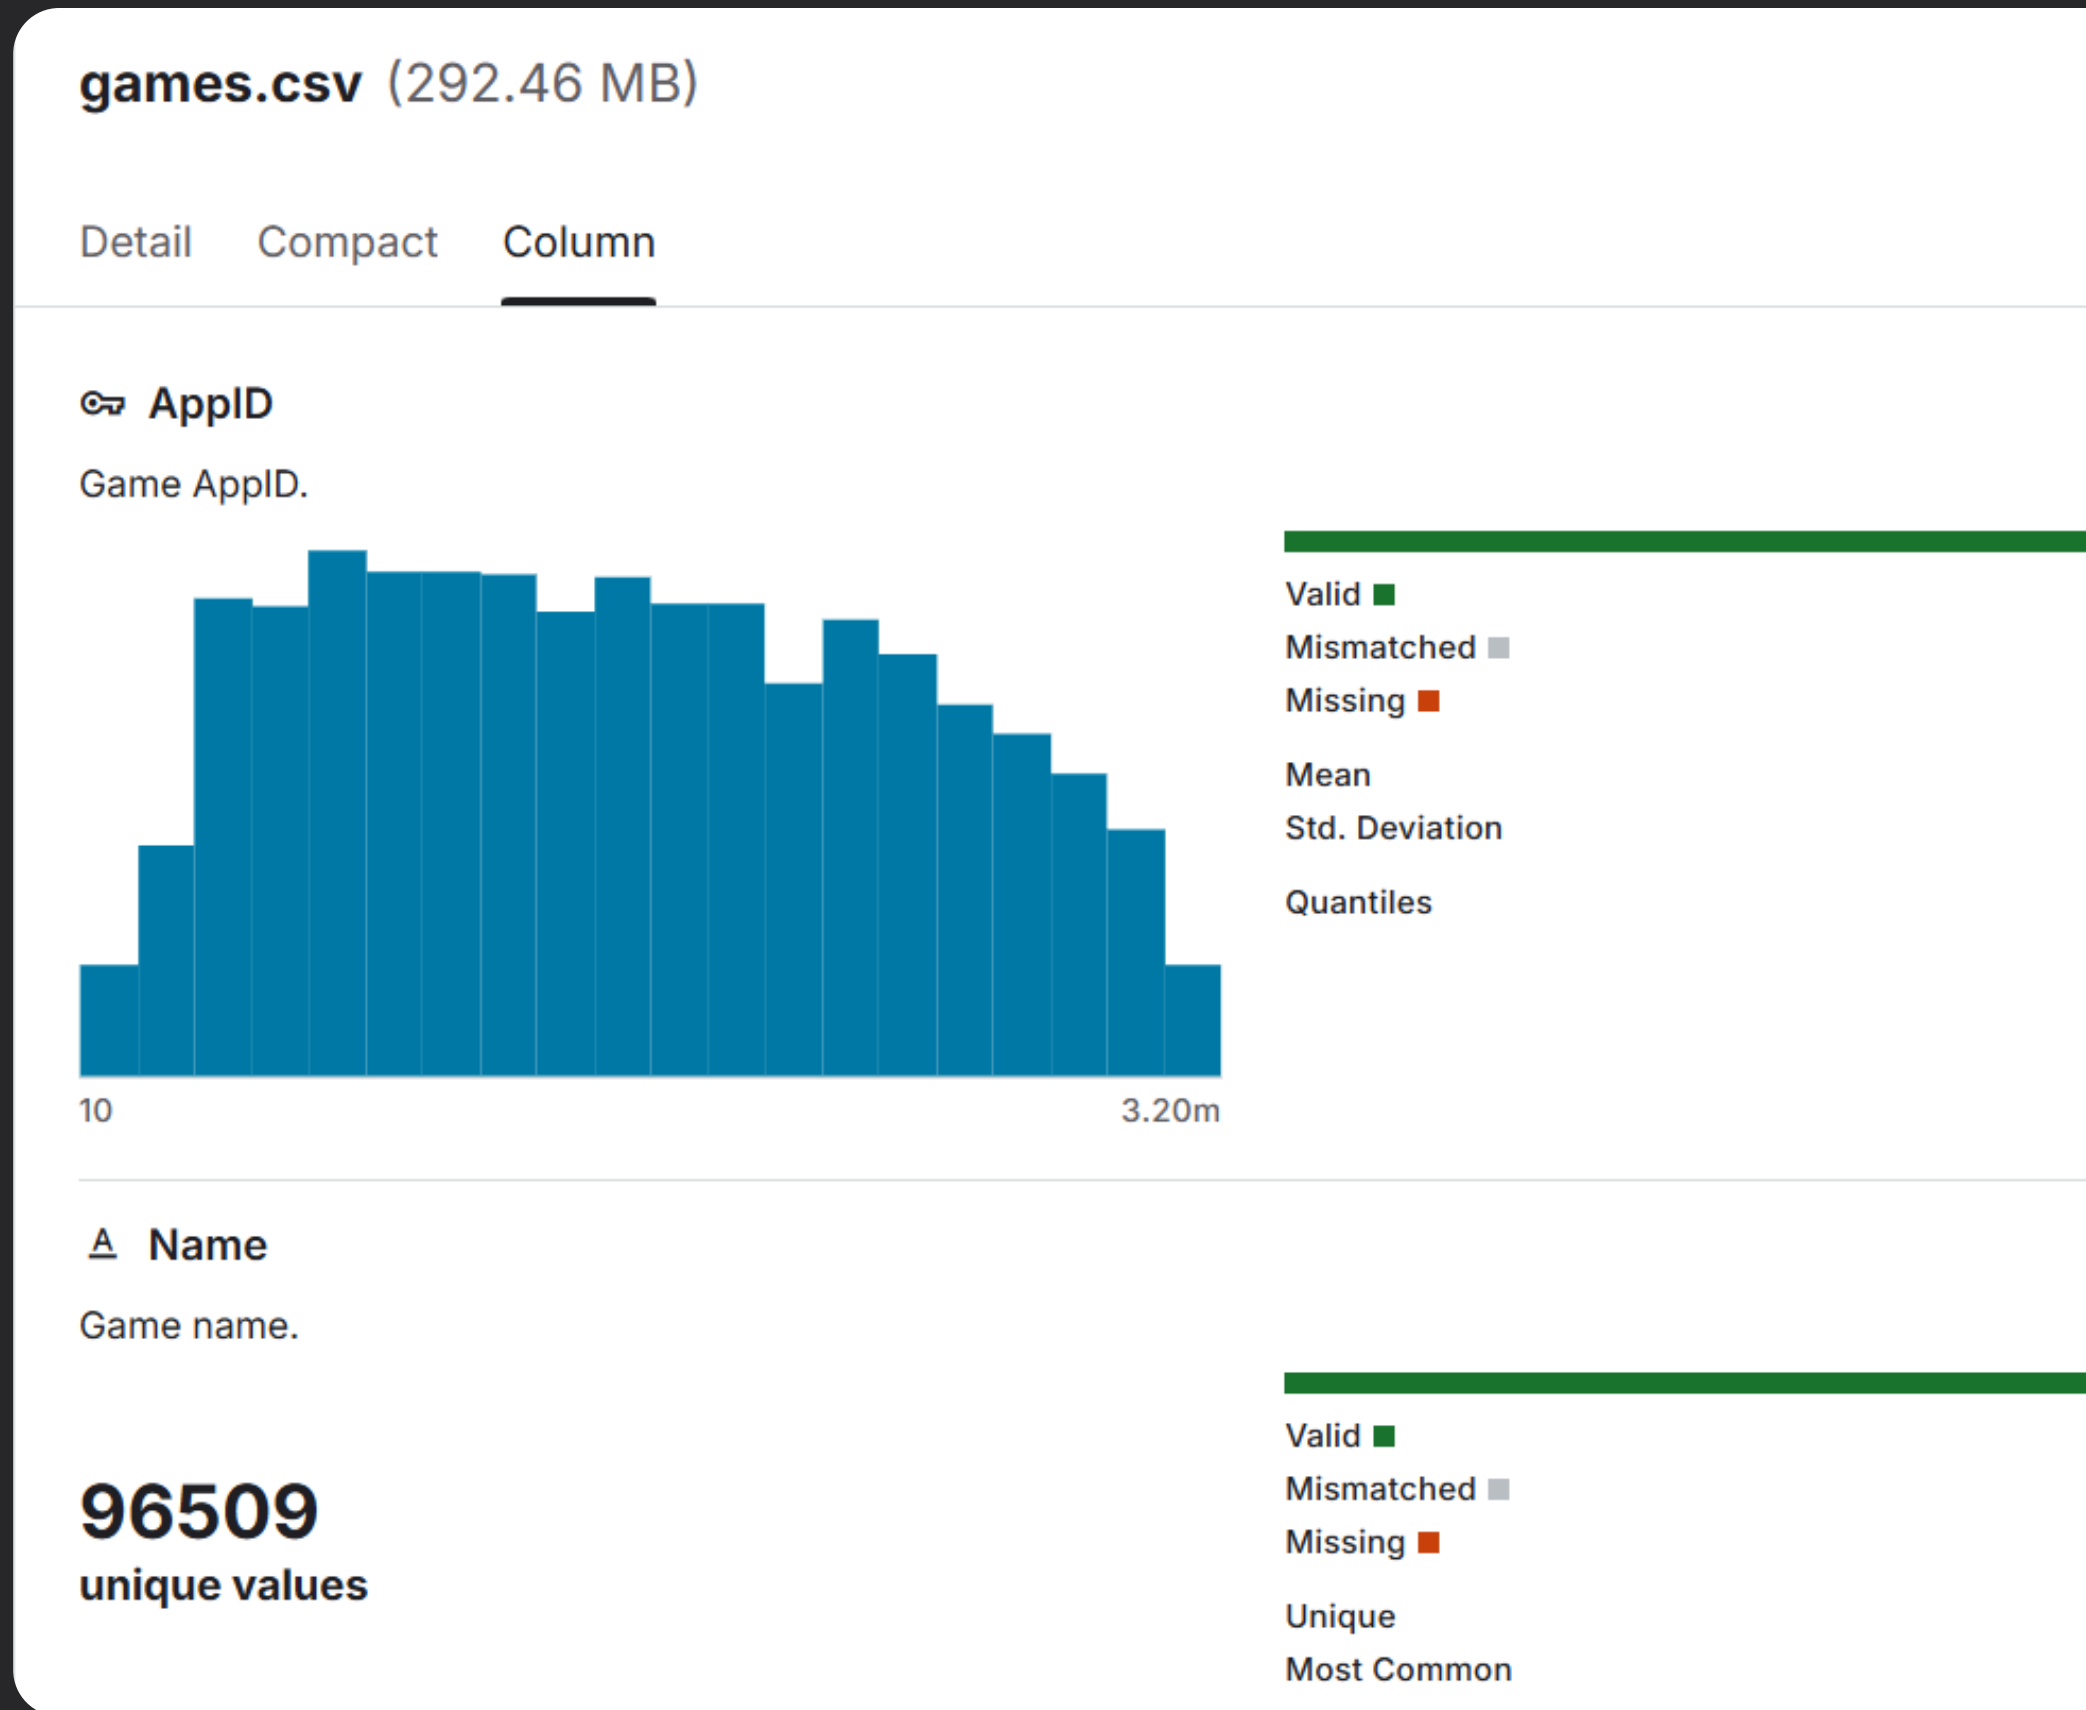 games.csv (292.46 MB)
Detail Compact Column
AppID
Game AppID.
Valid
Mismatched
Missing
Mean
Std. Deviation
Quantiles
10 3.20m
A Name
Game name.
Valid
Mismatched
Missing
96509
unique values
Unique
Most Common